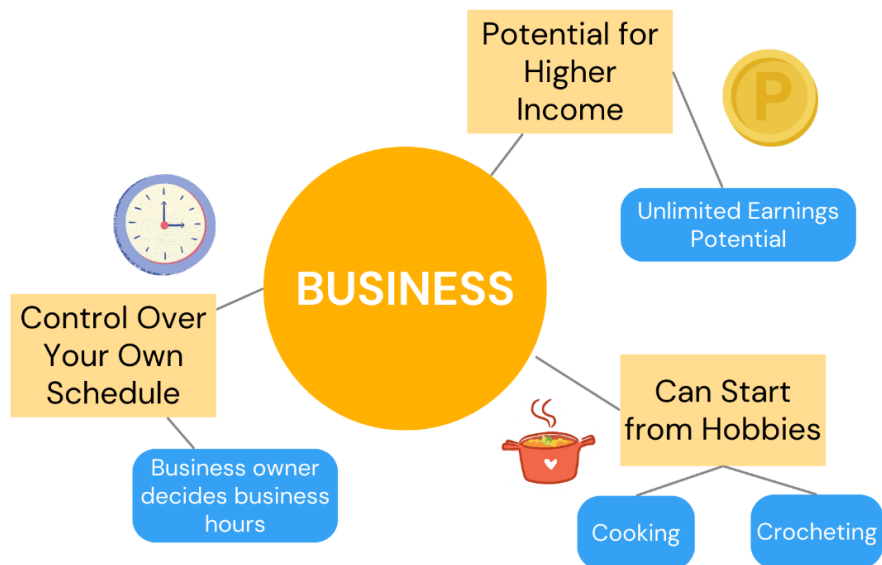 Potential for
Higher
Income
P
Unlimited Earnings
Potential
BUSINESS
Control Over
Your Own
Schedule
Business owner
decides business
hours
Can Start
from Hobbies
Cooking
Crocheting